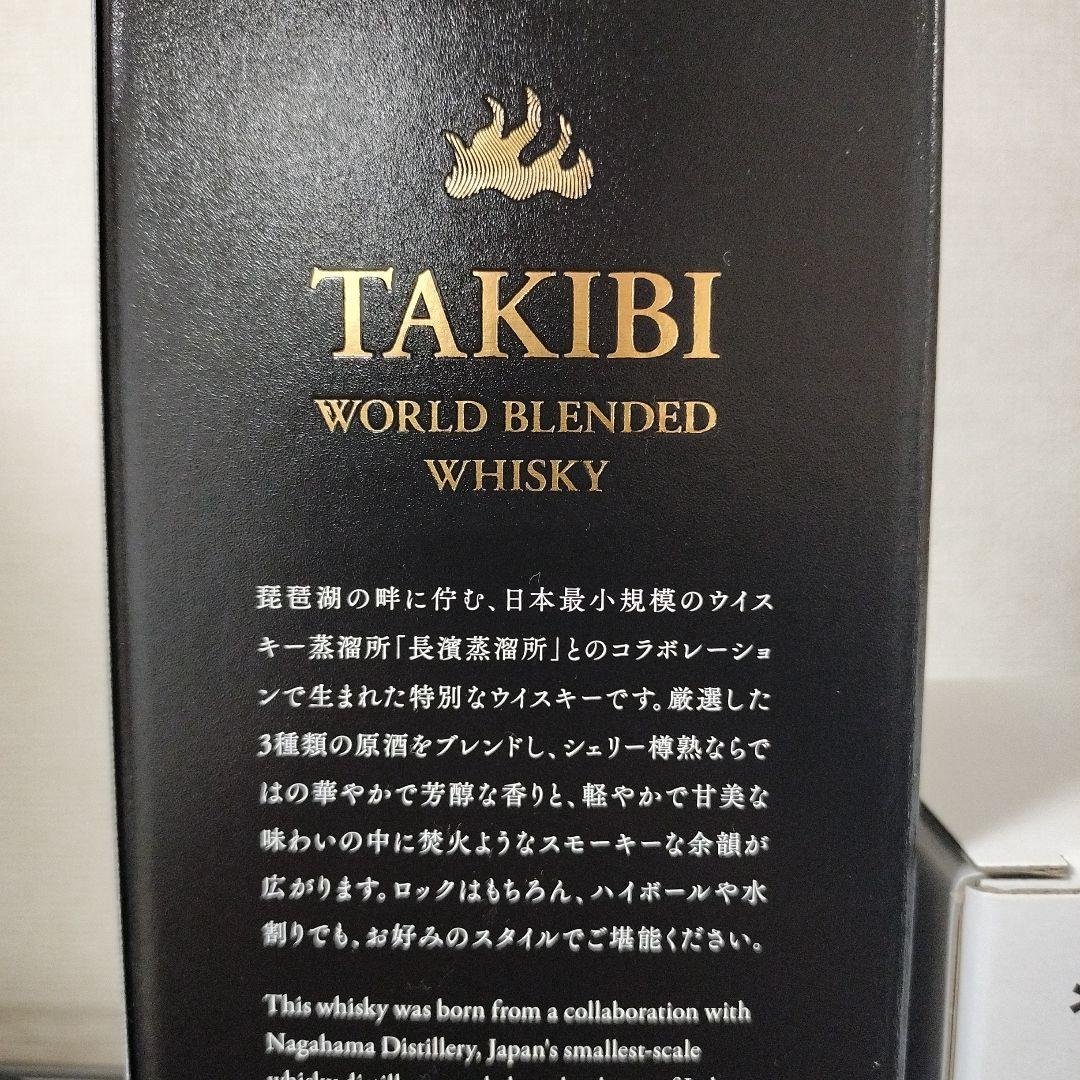 TAKIBI
WORLD BLENDED
WHISKY
琵琶湖の畔に佇む、日本最小規模のウイス
キー蒸溜所「長濱蒸溜所」とのコラボレーショ
ンで生まれた特別なウイスキーです。厳選した
3種類の原酒をブレンドし、シェリー樽熟ならで
はの華やかで芳醇な香りと、軽やかで甘美な
味わいの中に焚火ようなスモーキーな余韻が
広がります。ロックはもちろん、ハイボールや水
割りでも、お好みのスタイルでご堪能ください。
This whisky was born from a collaboration with
Nagahama Distillery, Japan's smallest-scale